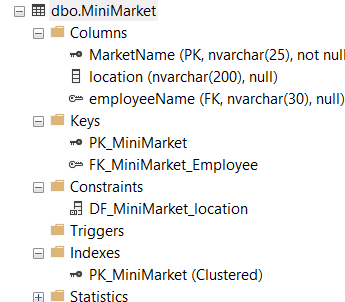 dbo.MiniMarket
Columns
MarketName (PK, nvarchar(25), not nul
location (nvarchar(200), null)
employeeName (FK, nvarchar(30), null)
Keys
PK_MiniMarket
FK_MiniMarket_Employee
Constraints
DF_MiniMarket_location
Triggers
Indexes
PK_MiniMarket (Clustered)
Statistics